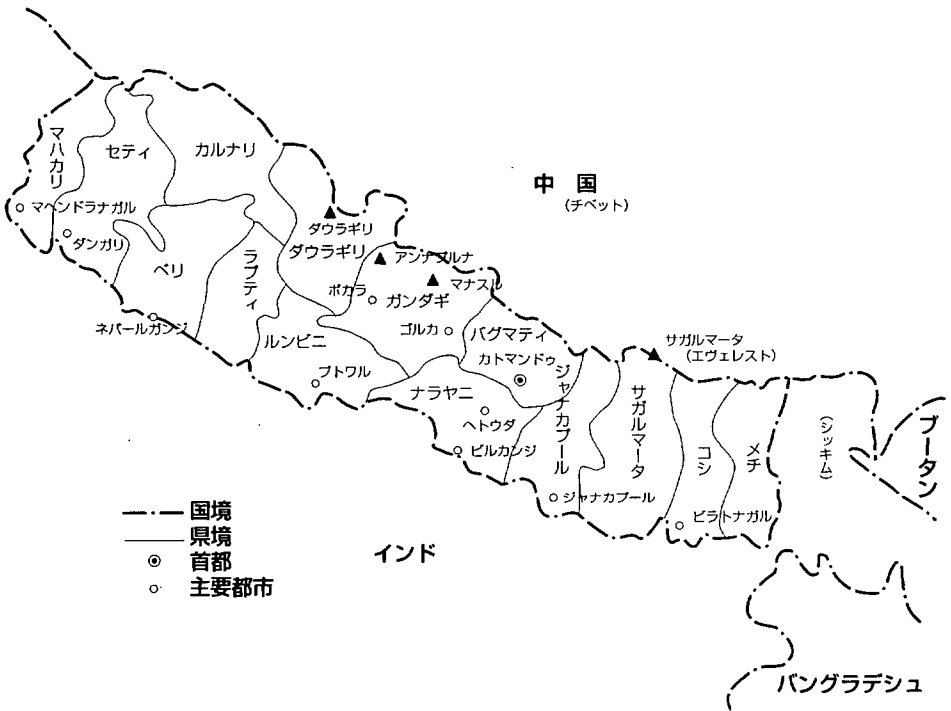 マハカリ
セティ
カルナリ
マヘンドラナガル
ダンガリ
ベリ
ラプティ
ネパールガンジ
ダウラギリ
ダウラギリ
アンナプルナ
マナスル
ポカラ
ガンダギ
ゴルカ
ルンビニ
ブトワル
バグマティ
カトマンドゥ
ナラヤニ
ヘトウダ
ビルカンジ
ジャナカプール
ジャナカプール
サガルマータ
サガルマータ
（エヴェレスト）
コシ
メチ
ビラトナガル
（シッキム）
ブータン
中 国
（チベット）
インド
バングラデシュ
国境
県境
首都
主要都市